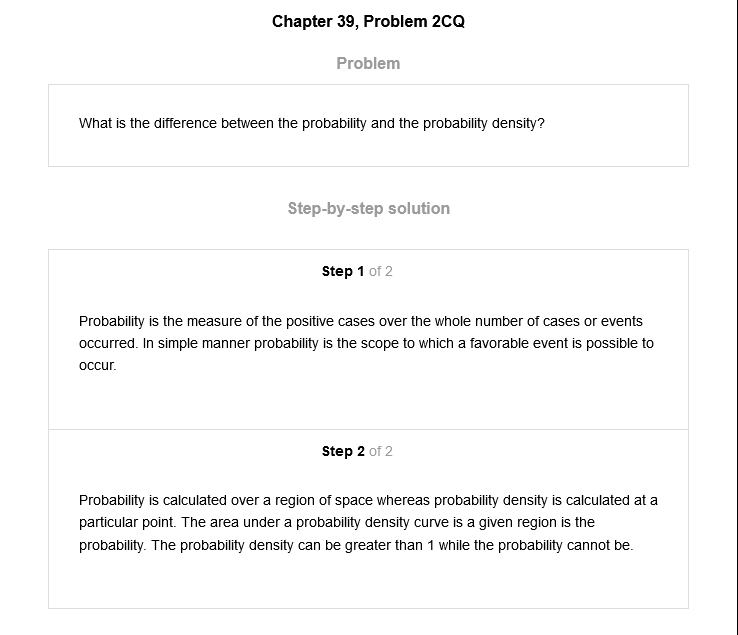 Chapter 39, Problem 2CQ
Problem
What is the difference between the probability and the probability density?
Step-by-step solution
Step 1 of 2
Probability is the measure of the positive cases over the whole number of cases or events
occurred. In simple manner probability is the scope to which a favorable event is possible to
occur.
Step 2 of 2
Probability is calculated over a region of space whereas probability density is calculated at a
particular point. The area under a probability density curve is a given region is the
probability. The probability density can be greater than 1 while the probability cannot be.